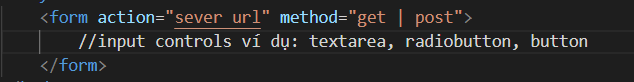 <form action="sever url" method="get | post">
//input controls ví dụ: textarea, radiobutton, button
</form>